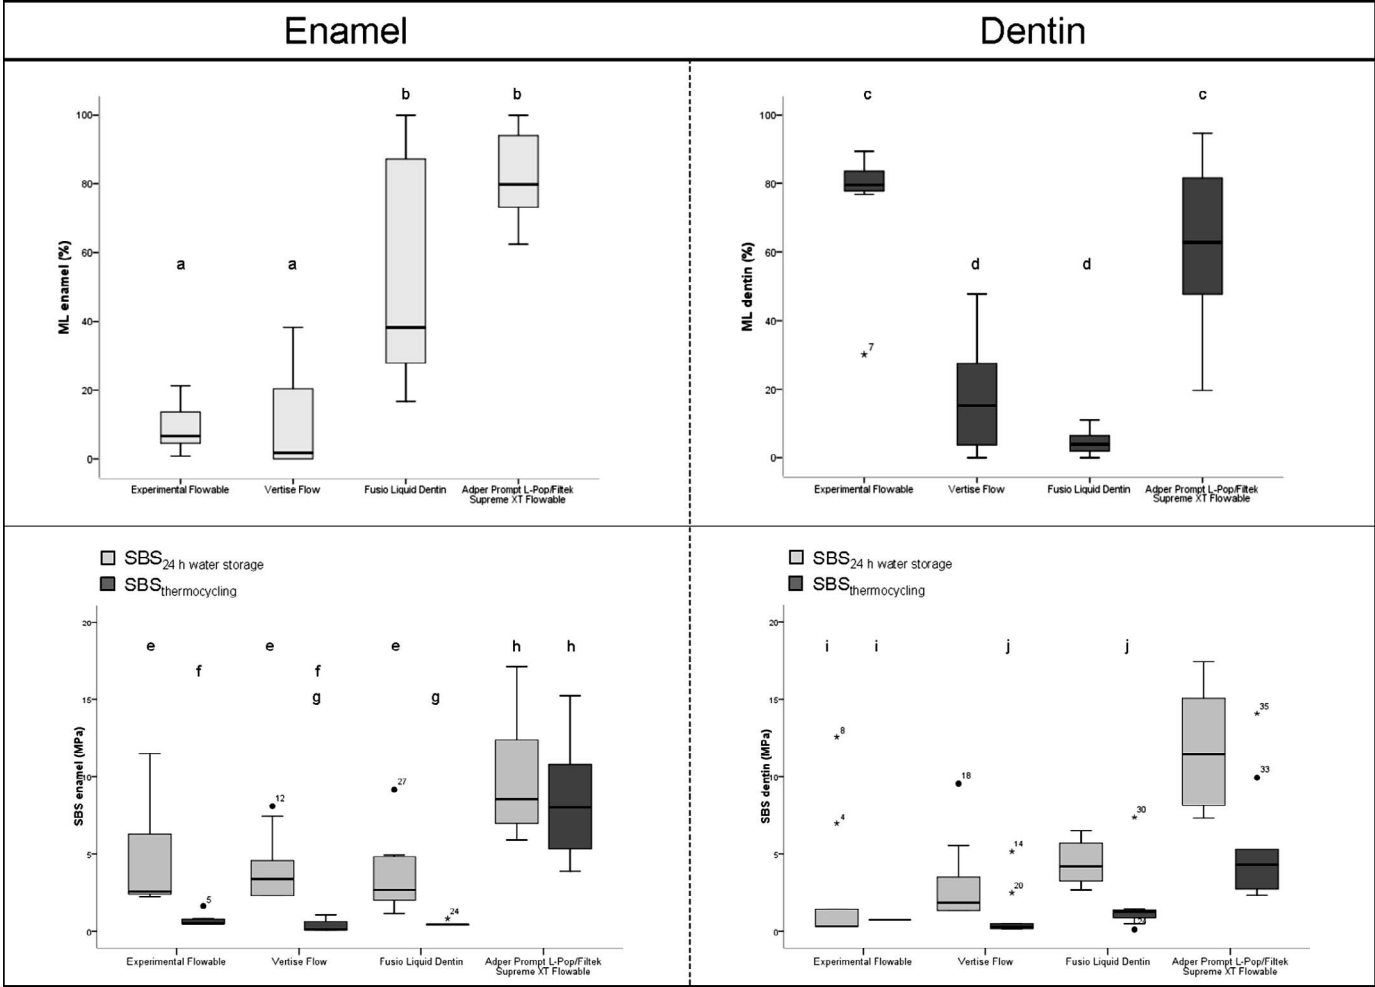 Enamel
Dentin
b b
100
80
60
40
20
0
a a
ML enamel (%)
Experimental Flowable Vertise Flow Fusio Liquid Dentin Adper Prompt L-Pop/Filtek
Supreme XT Flowable
c c
100
80
60
40
20
0
d d
7
ML dentin (%)
Experimental Flowable Vertise Flow Fusio Liquid Dentin Adper Prompt L-Pop/Filtek
Supreme XT Flowable
SBS24 h water storage
SBSthermocycling
20
15
10
5
0
e e e h h
f f
g g
27
12
5
24
SBS enamel (MPa)
Experimental Flowable Vertise Flow Fusio Liquid Dentin Adper Prompt L-Pop/Filtek
Supreme XT Flowable
SBS24 h water storage
SBSthermocycling
20
15
10
5
0
i i j j
8
4
18
14
20
30
35
33
SBS dentin (MPa)
Experimental Flowable Vertise Flow Fusio Liquid Dentin Adper Prompt L-Pop/Filtek
Supreme XT Flowable